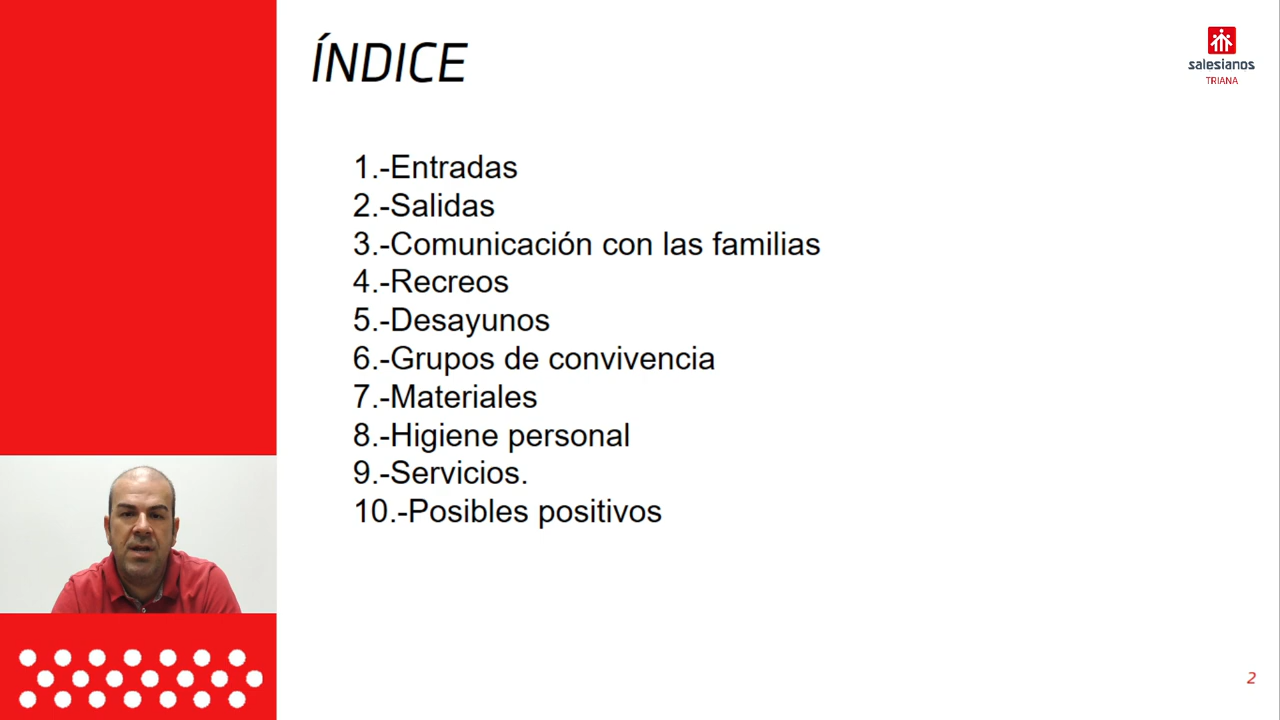 ÍNDICE
salesianos
TRIANA
1.-Entradas
2.-Salidas
3.-Comunicación con las familias
4.-Recreos
5.-Desayunos
6.-Grupos de convivencia
7.-Materiales
8.-Higiene personal
9.-Servicios.
10.-Posibles positivos
2